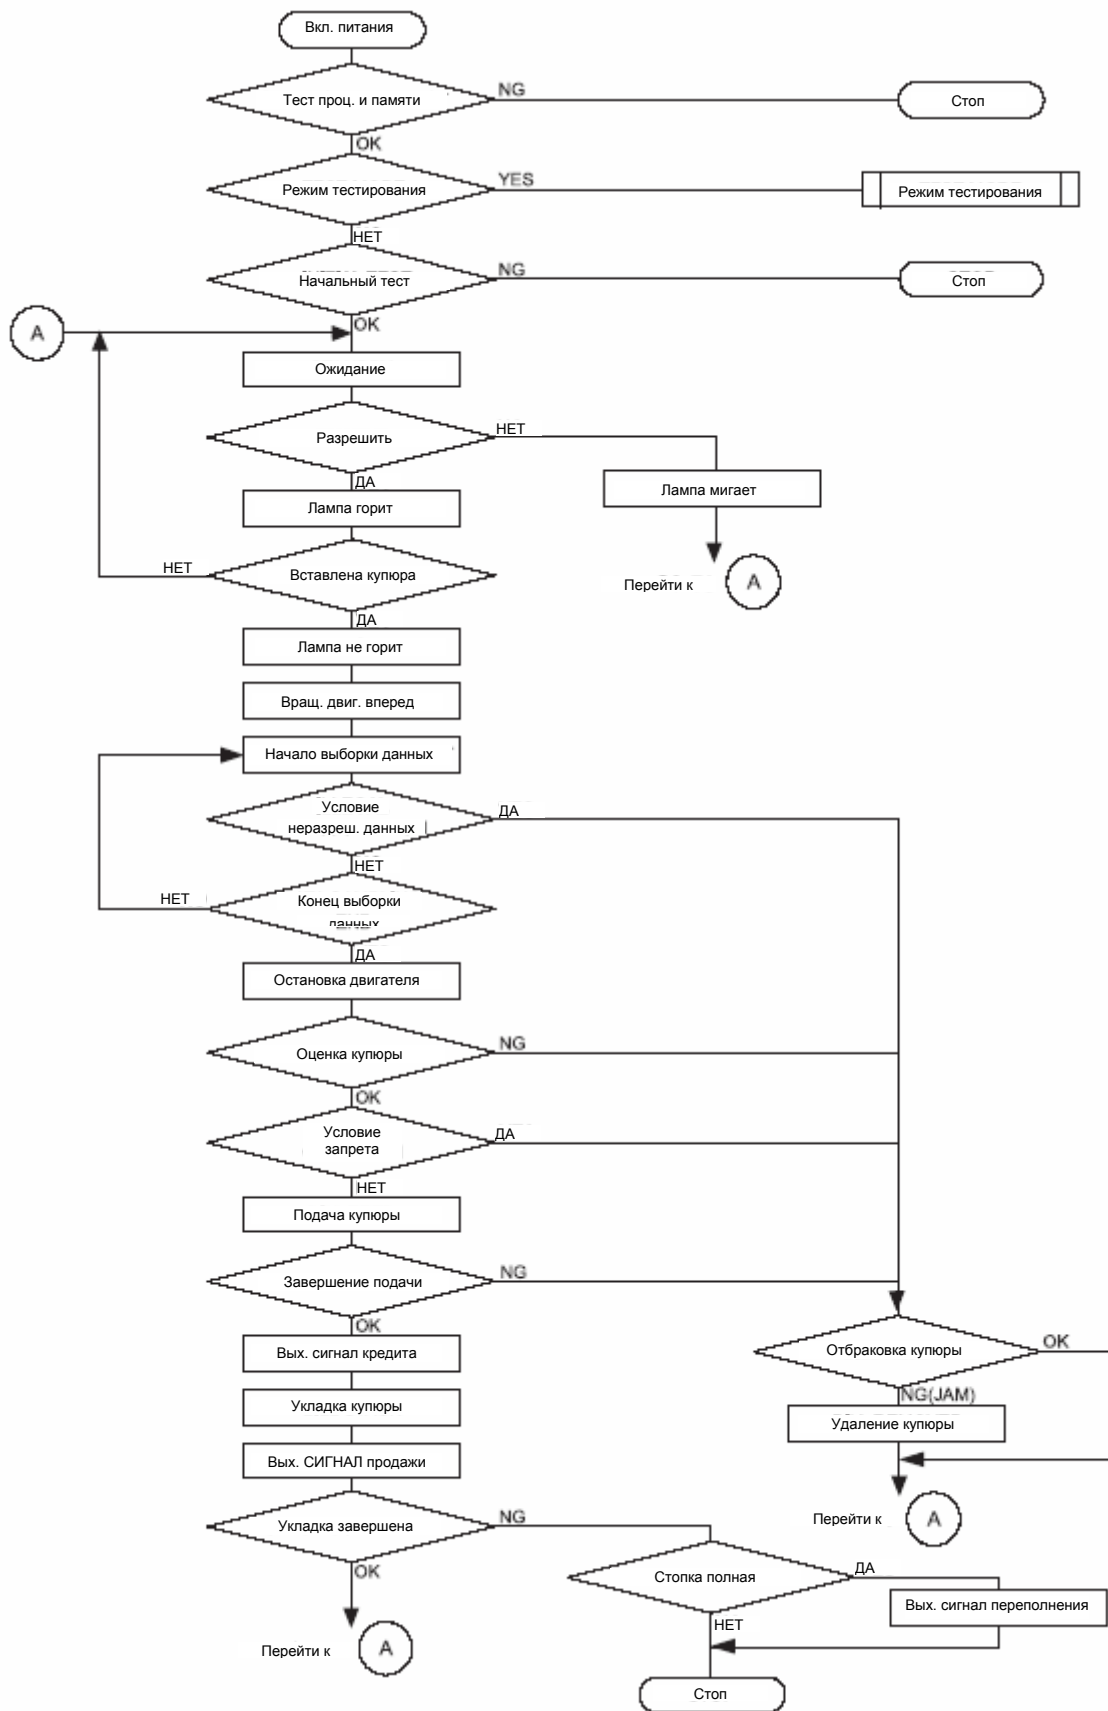 Вкл. питания
Тест проц. и памяти
NG
Стоп
OK
Режим тестирования
YES
Режим тестирования
НЕТ
Начальный тест
NG
Стоп
OK
A
Ожидание
Разрешить
НЕТ
ДА
Лампа мигает
Лампа горит
НЕТ
Вставлена купюра
Перейти к
A
ДА
Лампа не горит
Вращ. двиг. вперед
Начало выборки данных
Условие
неразреш. данных
ДА
НЕТ
НЕТ
Конец выборки
данных
ДА
Остановка двигателя
Оценка купюры
NG
OK
Условие
запрета
ДА
НЕТ
Подача купюры
Завершение подачи
NG
OK
Вых. сигнал кредита
Отбраковка купюры
OK
NG(JAM)
Укладка купюры
Удаление купюры
Вых. СИГНАЛ продажи
Перейти к
A
Укладка завершена
NG
OK
Стопка полная
ДА
Вых. сигнал переполнения
НЕТ
Перейти к
A
Стоп